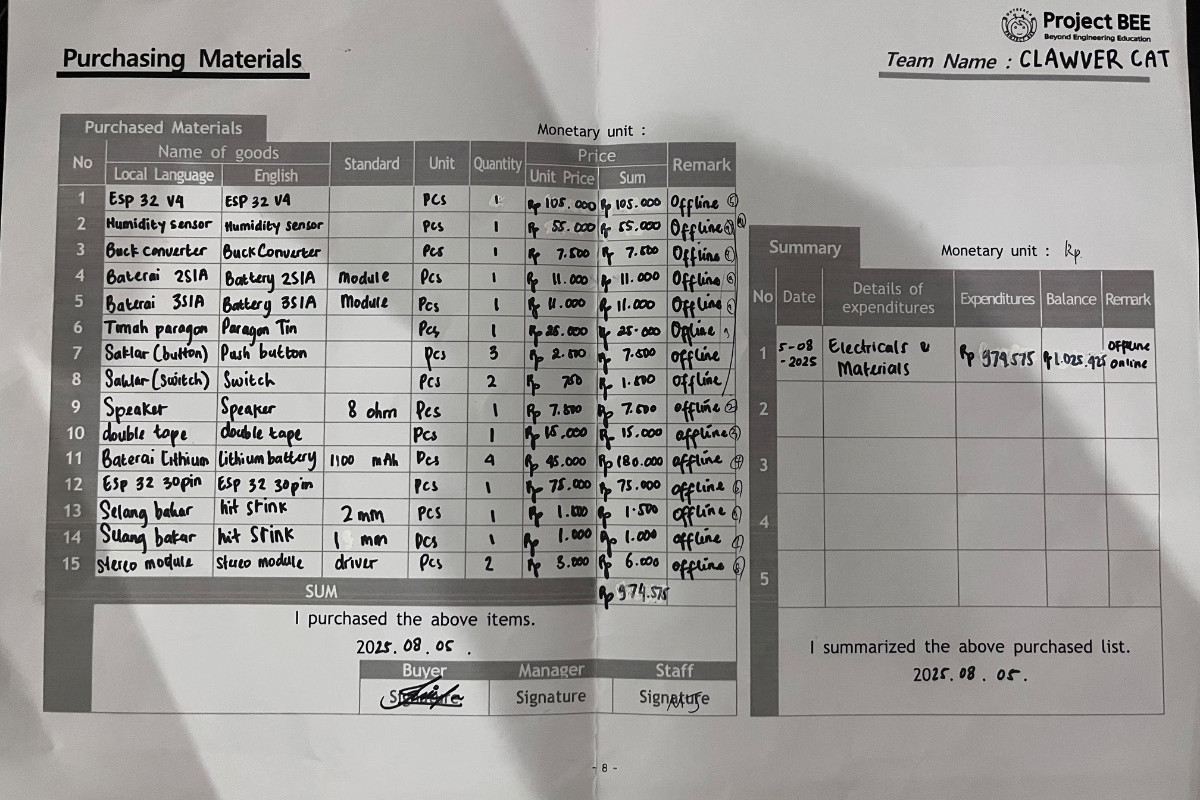 Project BEE
Beyond Engineering Education
Purchasing Materials
Team Name : CLAWVER CAT
Purchased Materials
Monetary unit :
No Name of goods Standard Unit Quantity Price Remark
Local Language English Unit Price Sum
1 Esp 32 V4 ESP 32 V4 Pcs 1 Rp 105.000 Rp 105.000 Offline
2 Humidity sensor Humidity sensor Pcs 1 Rp 55.000 Rp 55.000 Offline
3 Buck converter Buck Converter Pcs 1 Rp 7.500 Rp 7.500 Offline
4 Baterai 2S1A Battery 2S1A Module Pcs 1 Rp 11.000 Rp 11.000 Offline
5 Baterai 3S1A Battery 3S1A Module Pcs 1 Rp 11.000 Rp 11.000 Offline
6 Timah paragon Paragon Tin Pcs 1 Rp 25.000 Rp 25.000 Offline
7 Saklar (button) Push button Pcs 3 Rp 2.500 Rp 7.500 offline
8 Saklar (Switch) Switch Pcs 2 Rp 750 Rp 1.500 Offline
9 Speaker Speaker 8 ohm Pcs 1 Rp 7.500 Rp 7.500 offline
10 double tape double tape Pcs 1 Rp 15.000 Rp 15.000 offline
11 Baterai Lithium Lithium battery 1100 mAh Pcs 4 Rp 45.000 Rp 180.000 offline
12 Esp 32 30pin Esp 32 30pin Pcs 1 Rp 75.000 Rp 75.000 offline
13 Selang bakar hit Srink 2 mm Pcs 1 Rp 1.500 Rp 1.500 offline
14 Selang bakar hit Srink 1 mm Pcs 1 Rp 1.000 Rp 1.000 offline
15 stereo module Stereo module driver Pcs 2 Rp 3.000 Rp 6.000 offline
SUM Rp 974.575
I purchased the above items.
2025. 08. 05 .
Buyer Manager Staff
Signature Signature Signature
Summary
Monetary unit : Rp
No Date Details of expenditures Expenditures Balance Remark
1 5-08 -2025 Electricals & Materials Rp 974.575 Rp 1.025.425 offline online
2
3
4
5
I summarized the above purchased list.
2025. 08 . 05 .
- 8 -